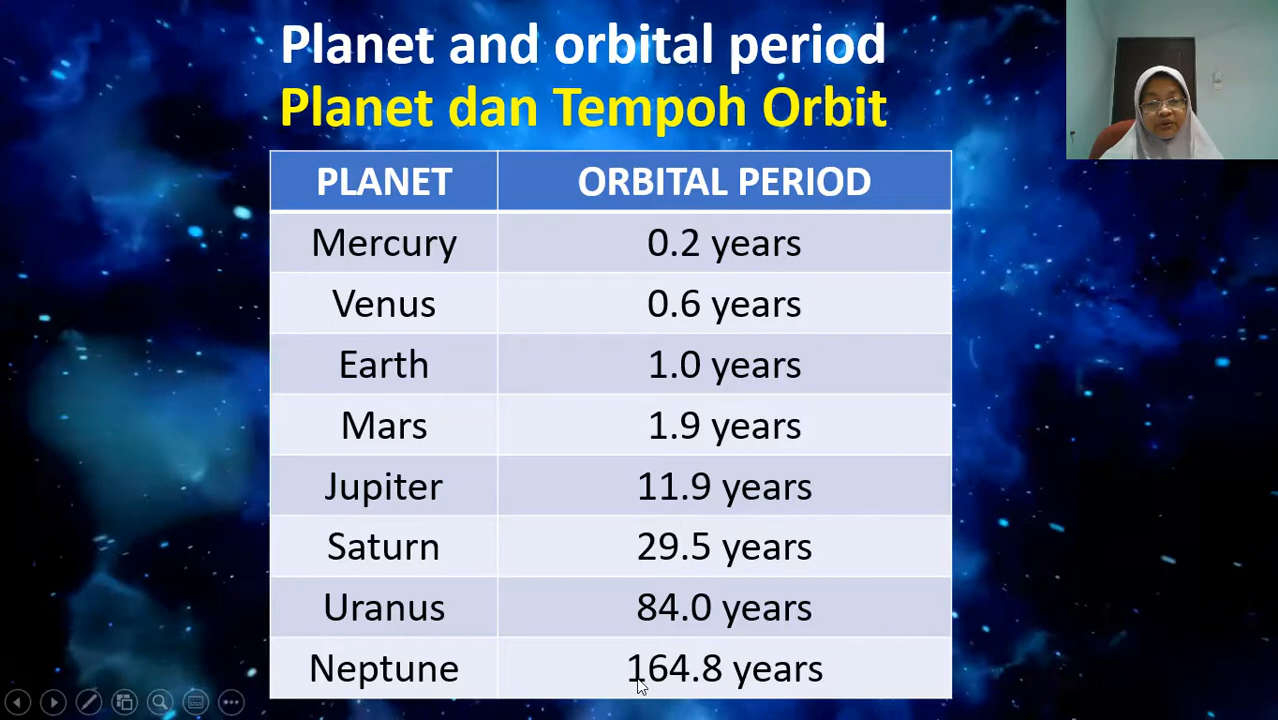 Planet and orbital period
Planet dan Tempoh Orbit
PLANET ORBITAL PERIOD
Mercury 0.2 years
Venus 0.6 years
Earth 1.0 years
Mars 1.9 years
Jupiter 11.9 years
Saturn 29.5 years
Uranus 84.0 years
Neptune 164.8 years